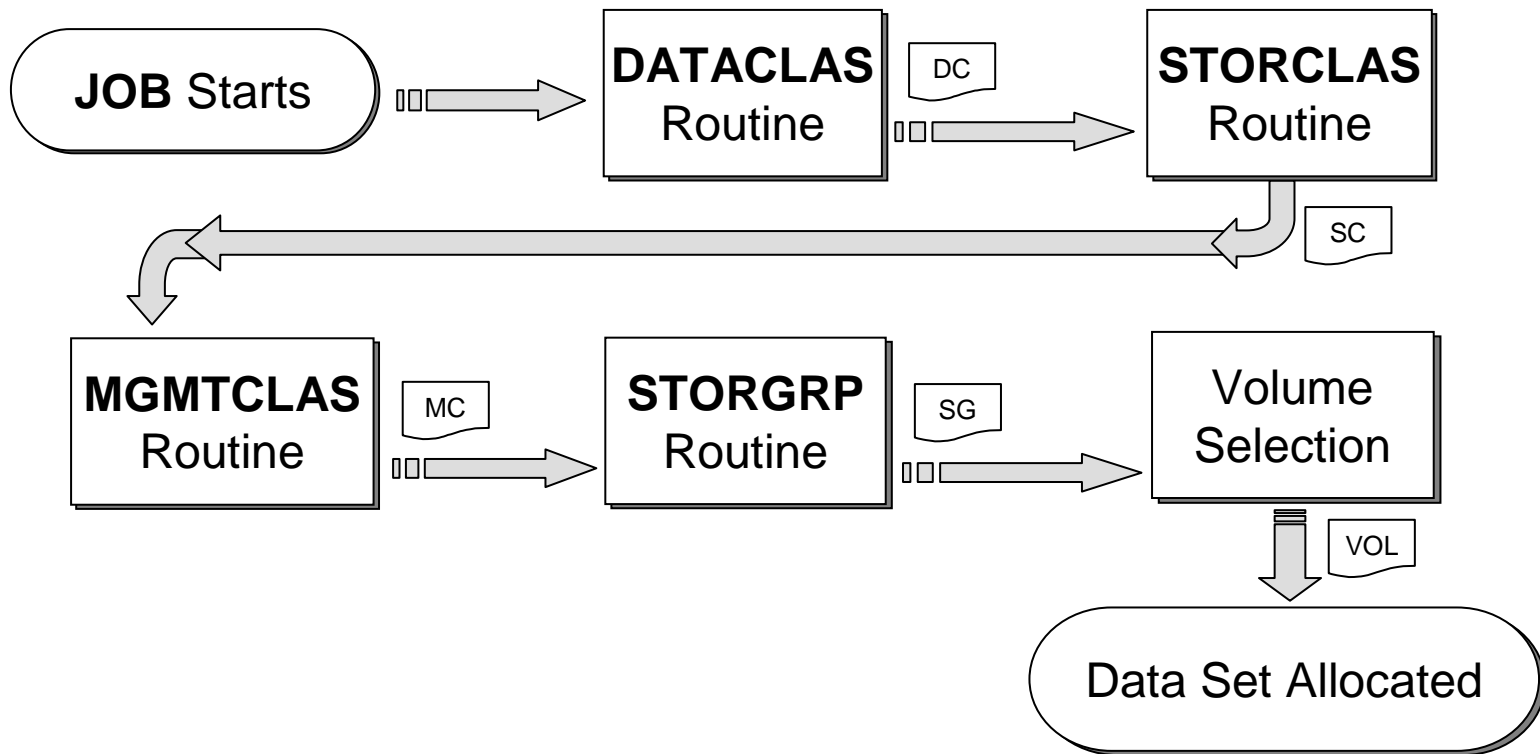 JOB Starts
DATACLAS
Routine
DC
STORCLAS
Routine
SC
MGMTCLAS
Routine
MC
STORGRP
Routine
SG
Volume
Selection
VOL
Data Set Allocated